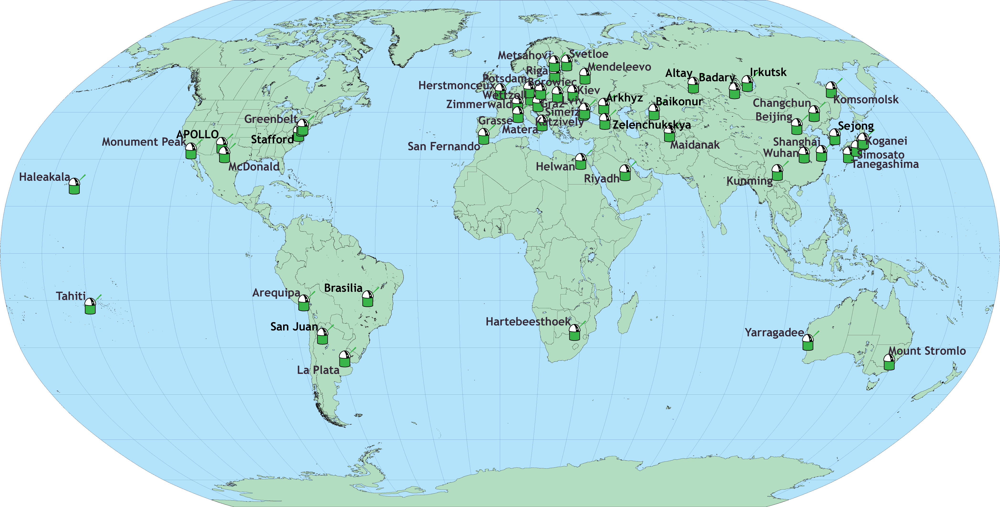 Metsahovi
Svetloe
Riga
Mendeleevo
Potsdam
Borowiec
Herstmonceux
Kiev
Wettzell
Lviv
Zimmerwald
Graz
Simeiz
Grasse
Katzively
Matera
San Fernando
Arkhyz
Zelenchukskya
Baikonur
Maidanak
Altay
Badary
Irkutsk
Komsomolsk
Changchun
Beijing
Sejong
Shanghai
Koganei
Wuhan
Simosato
Tanegashima
Kunming
Helwan
Riyadh
Greenbelt
Stafford
APOLLO
Monument Peak
McDonald
Haleakala
Tahiti
Arequipa
Brasilia
San Juan
La Plata
Hartebeesthoek
Yarragadee
Mount Stromlo